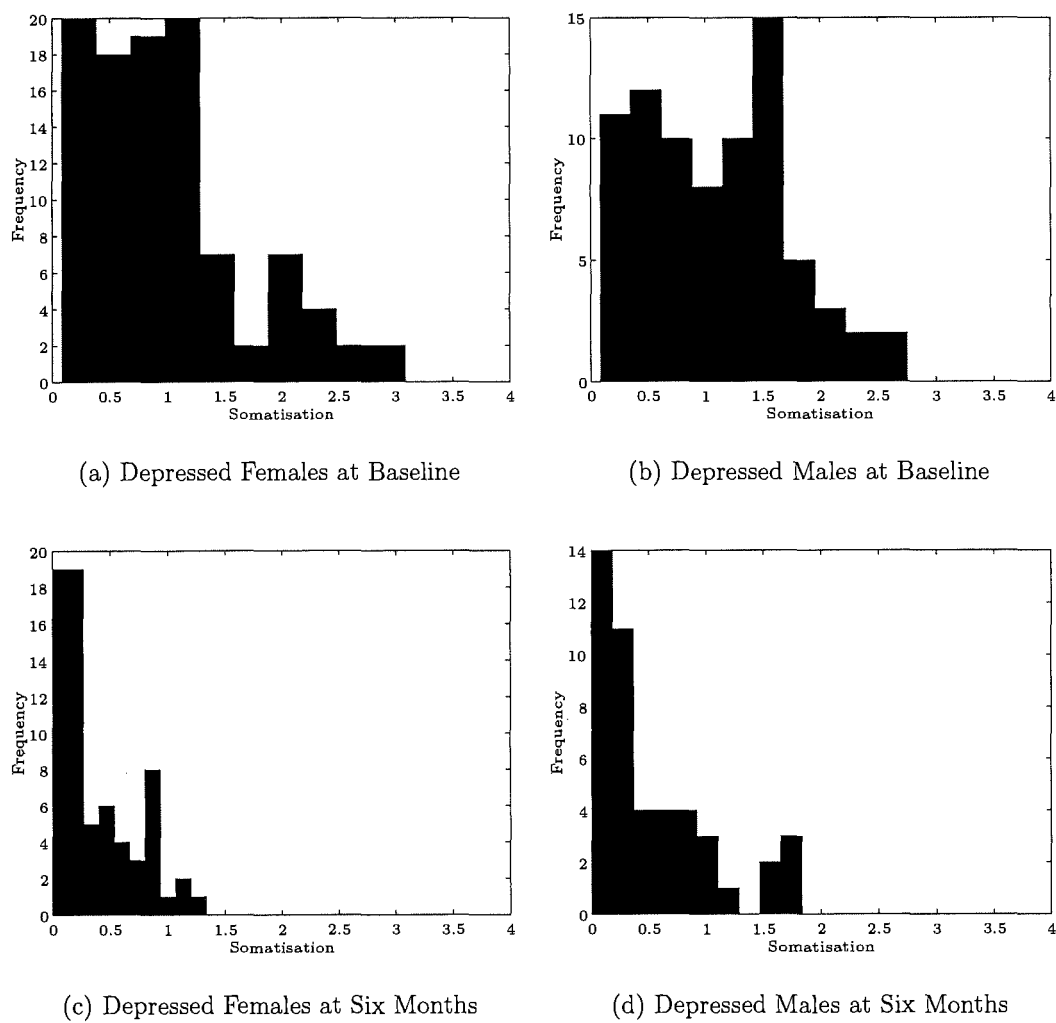 20
18
16
14
12
10
8
6
4
2
0
Frequency
0 0.5 1 1.5 2 2.5 3 3.5 4
Somatisation
(a) Depressed Females at Baseline
15
10
5
0
Frequency
0 0.5 1 1.5 2 2.5 3 3.5 4
Somatisation
(b) Depressed Males at Baseline
20
18
16
14
12
10
8
6
4
2
0
Frequency
0 0.5 1 1.5 2 2.5 3 3.5 4
Somatisation
(c) Depressed Females at Six Months
14
12
10
8
6
4
2
0
Frequency
0 0.5 1 1.5 2 2.5 3 3.5 4
Somatisation
(d) Depressed Males at Six Months